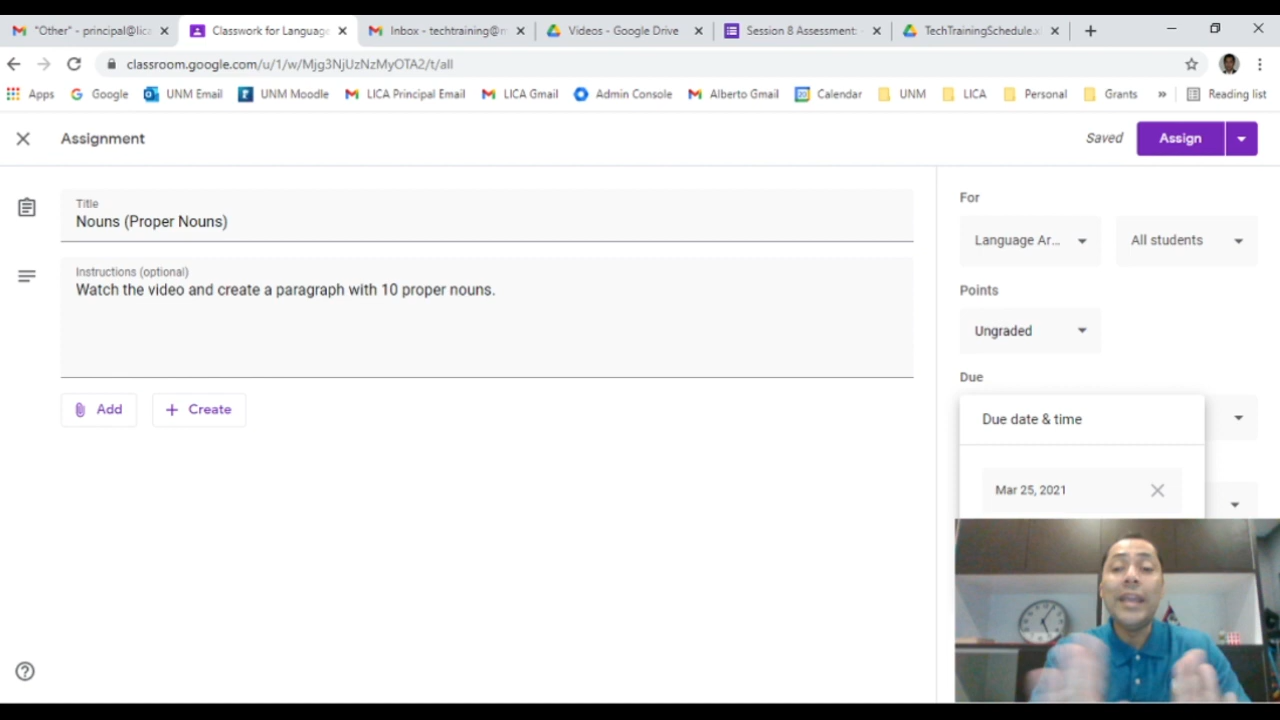 "Other" - principal@lica
Classwork for Language
Inbox - techtraining@n
Videos - Google Drive
Session 8 Assessment:
TechTrainingSchedule.x
classroom.google.com/u/1/w/Mjg3NjUzNzMyOTA2/t/all
Apps
Google
UNM Email
UNM Moodle
LICA Principal Email
LICA Gmail
Admin Console
Alberto Gmail
Calendar
UNM
LICA
Personal
Grants
»
Reading list
Assignment
Saved
Assign
Title
Nouns (Proper Nouns)
Instructions (optional)
Watch the video and create a paragraph with 10 proper nouns.
Add
Create
For
Language Ar...
All students
Points
Ungraded
Due
Due date & time
Mar 25, 2021